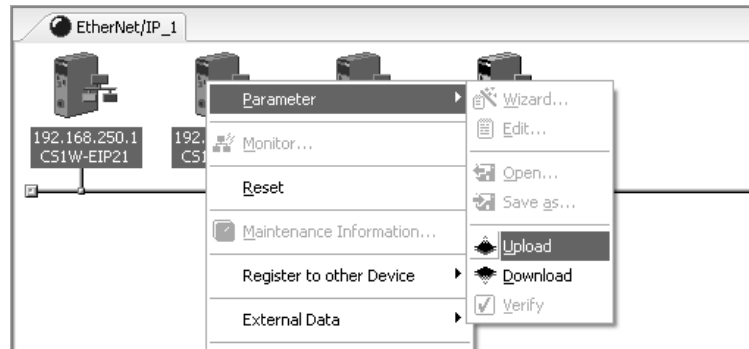 EtherNet/IP_1
192.168.250.1
CS1W-EIP21
192.
CS1
Parameter
Monitor...
Reset
Maintenance Information...
Register to other Device
External Data
Wizard...
Edit...
Open...
Save as...
Upload
Download
Verify